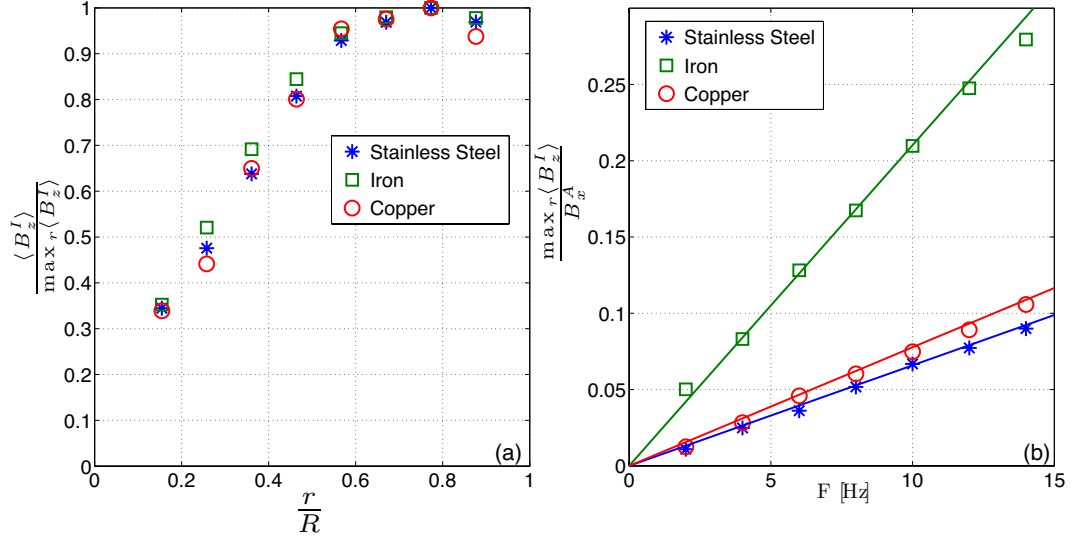 1
0.9
0.8
0.7
0.6
0.5
0.4
0.3
0.2
0.1
0
0 0.2 0.4 0.6 0.8 1
⟨B_z^I⟩
max_r⟨B_z^I⟩
r
R
Stainless Steel
Iron
Copper
(a)
0.25
0.2
0.15
0.1
0.05
0
0 5 10 15
max_r⟨B_z^I⟩
B_x^A
F [Hz]
Stainless Steel
Iron
Copper
(b)